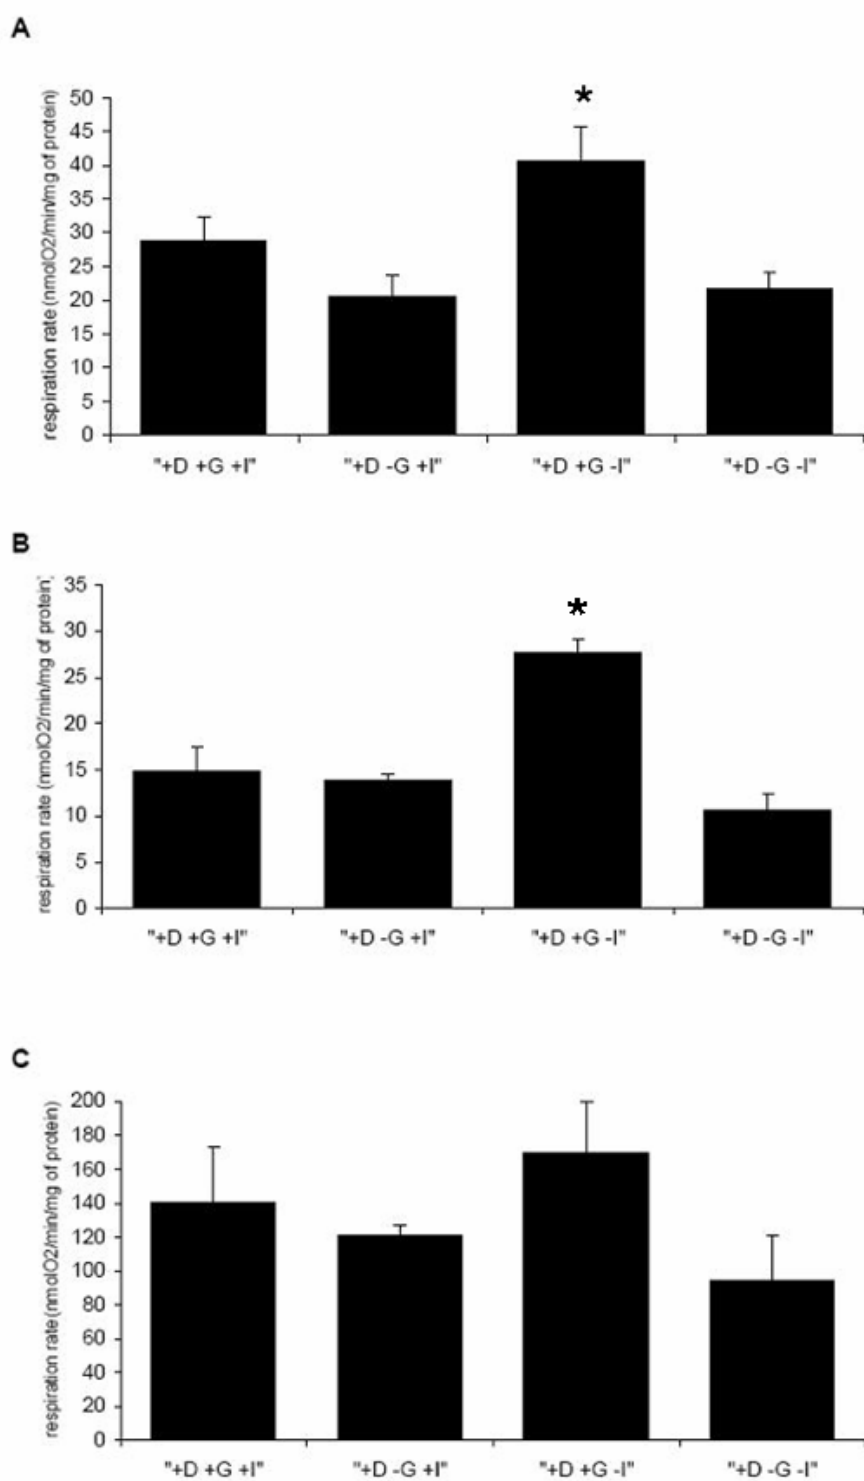 A
respiration rate (nmolO2/min/mg of protein)
50
45
40
35
30
25
20
15
10
5
0
*
"+D +G +I"
"+D -G +I"
"+D +G -I"
"+D -G -I"
B
respiration rate (nmolO2/min/mg of protein)
35
30
25
20
15
10
5
0
*
"+D +G +I"
"+D -G +I"
"+D +G -I"
"+D -G -I"
C
respiration rate (nmolO2/min/mg of protein)
200
180
160
140
120
100
80
60
40
20
0
"+D +G +I"
"+D -G +I"
"+D +G -I"
"+D -G -I"